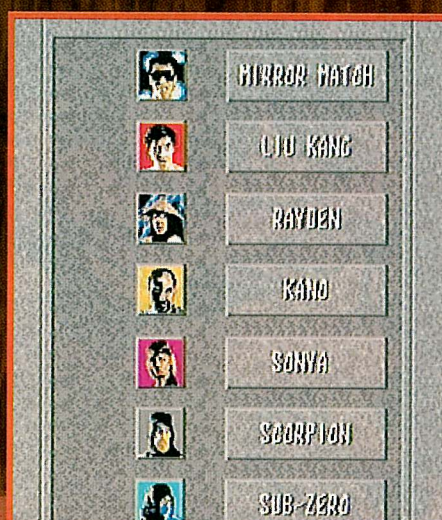 MIRROR MATCH
LIU KANG
RAYDEN
KANO
SONYA
SCORPION
SUB-ZERO